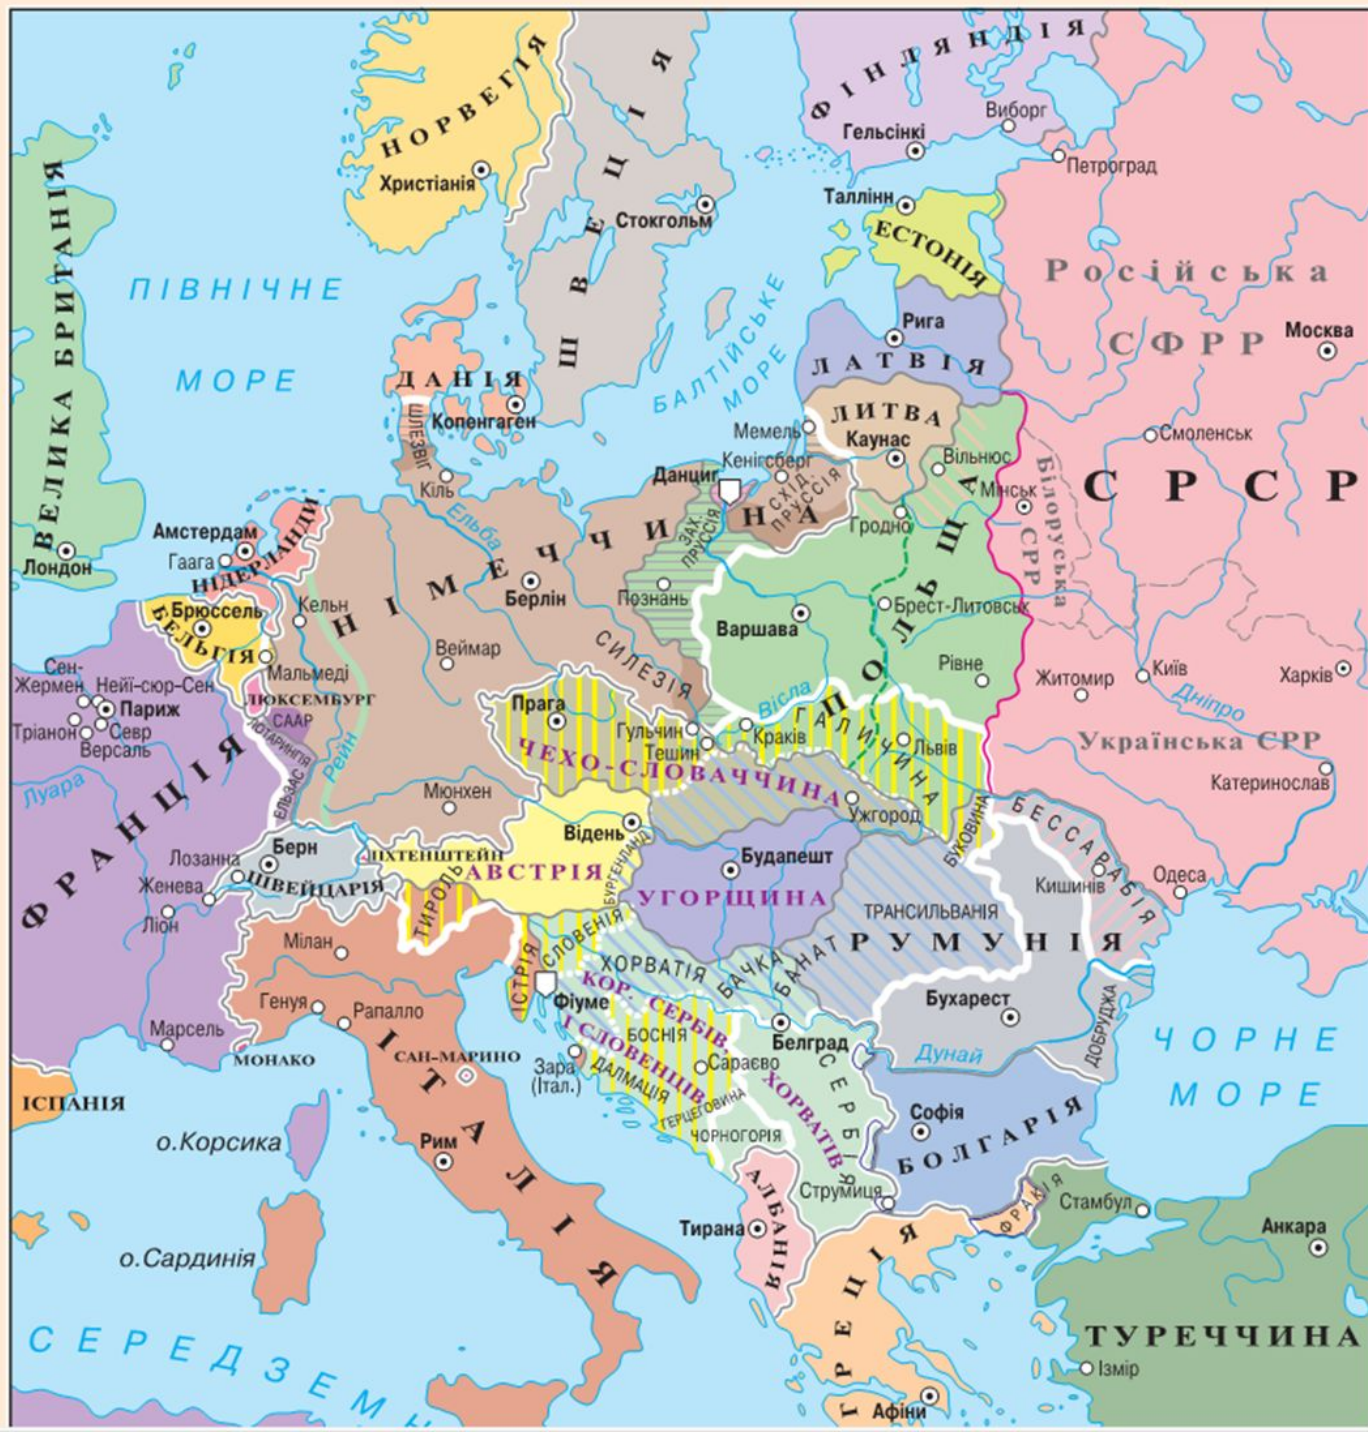 НОРВЕГІЯ
ШВЕЦІЯ
ФІНЛЯНДІЯ
Виборг
Гельсінкі
Петроград
Христіанія
Стокгольм
Таллінн
ЕСТОНІЯ
ВЕЛИКА БРИТАНІЯ
ПІВНІЧНЕ
МОРЕ
БАЛТІЙСЬКЕ
МОРЕ
Російська
СФРР
Москва
Рига
ЛАТВІЯ
ДАНІЯ
Копенгаген
ШЛЕЗВІГ
Кіль
ЛИТВА
Мемель
Каунас
Кенігсберг
Данциг
СХІД.
ПРУССІЯ
Вільнюс
Смоленськ
СРСР
Мінськ
Білоруська
СРР
Гродно
Лондон
Амстердам
Гаага
НІДЕРЛАНДИ
Ельба
НІМЕЧЧИНА
ЗАХ.
ПРУССІЯ
Берлін
Познань
Варшава
Брест-Литовськ
ПОЛЬЩА
Брюссель
БЕЛЬГІЯ
Кельн
Мальмеді
Веймар
СИЛЕЗІЯ
Рівне
Житомир
Київ
Харків
Дніпро
Сен-
Жермен
Нейї-сюр-Сен
Париж
Тріанон
Севр
Версаль
ЛЮКСЕМБУРГ
СААР
ЛОТАРИНГІЯ
ЕЛЬЗАС
Рейн
Луара
ФРАНЦІЯ
Прага
Гульчин
Тешин
Вісла
Краків
ГАЛИЧИНА
Львів
Українська СРР
Катеринослав
ЧЕХО-СЛОВАЧЧИНА
Ужгород
БУКОВИНА
БЕССАРАБІЯ
Мюнхен
Відень
Берн
Лозанна
Женева
ШВЕЙЦАРІЯ
ЛІХТЕНШТЕЙН
АВСТРІЯ
БУРГЕНЛАНД
Будапешт
УГОРЩИНА
ТРАНСИЛЬВАНІЯ
Кишинів
Одеса
РУМУНІЯ
Ліон
Мілан
ТИРОЛЬ
ІСТРІЯ
СЛОВЕНІЯ
ХОРВАТІЯ
БАЧКА
БАНАТ
Фіуме
КОР. СЕРБІВ,
ХОРВАТІВ
І СЛОВЕНЦІВ
Бухарест
ДОБРУДЖА
Генуя
Рапалло
Марсель
МОНАКО
САН-МАРИНО
ІТАЛІЯ
БОСНІЯ
Сараєво
Белград
Дунай
Зара
(Італ.)
ДАЛМАЦІЯ
ГЕРЦЕГОВИНА
ЧОРНОГОРІЯ
СЕРБІЯ
ЧОРНЕ
МОРЕ
ІСПАНІЯ
о.Корсика
Рим
Софія
БОЛГАРІЯ
АЛБАНІЯ
Струмиця
Тирана
ФРАКІЯ
Стамбул
Анкара
о.Сардинія
ГРЕЦІЯ
ТУРЕЧЧИНА
Ізмір
Афіни
СЕРЕДЗЕМН